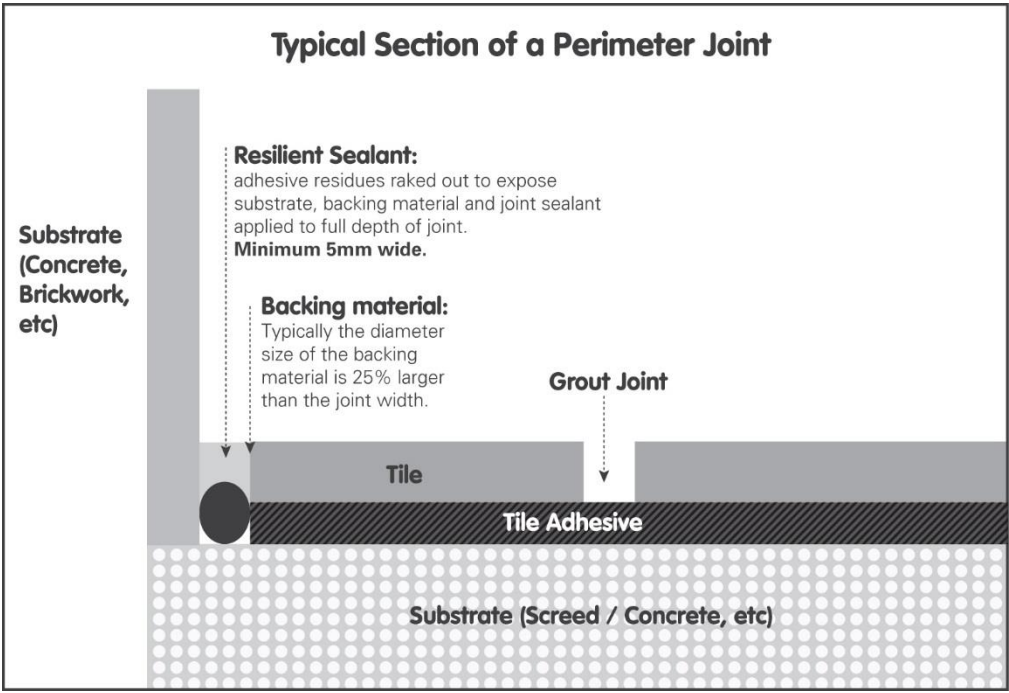 Typical Section of a Perimeter Joint
Resilient Sealant:
adhesive residues raked out to expose
substrate, backing material and joint sealant
applied to full depth of joint.
Minimum 5mm wide.
Substrate
(Concrete,
Brickwork,
etc)
Backing material:
Typically the diameter
size of the backing
material is 25% larger
than the joint width.
Grout Joint
Tile
Tile Adhesive
Substrate (Screed / Concrete, etc)